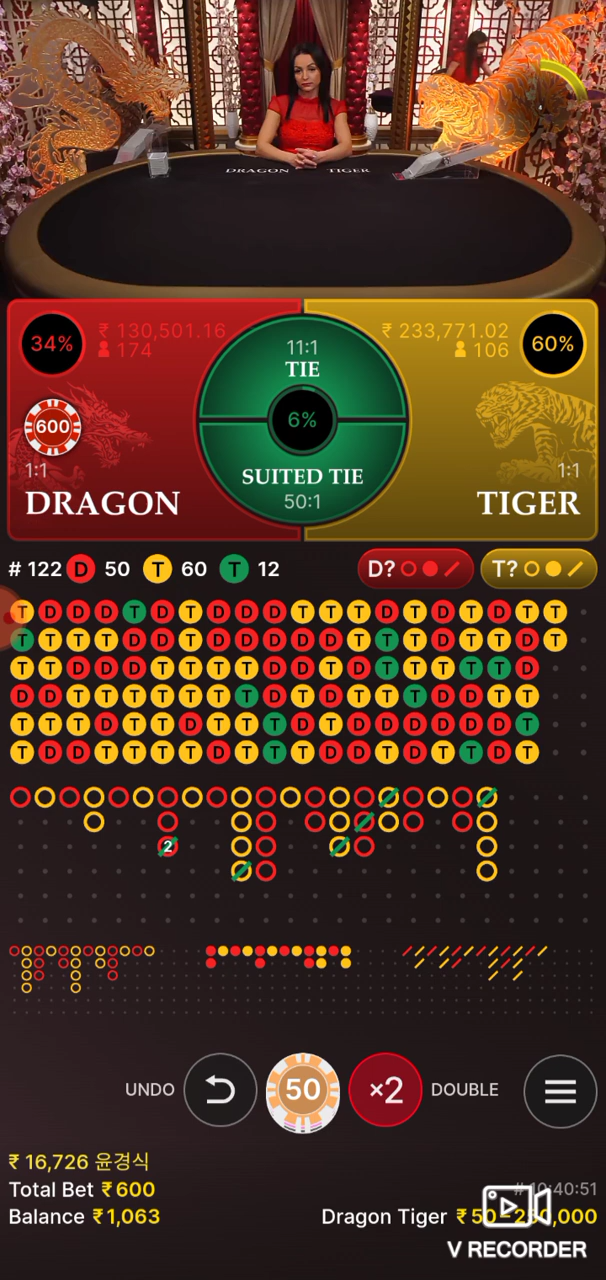 DRAGON TIGER
34% ₹ 130,501.16 174
₹ 233,771.02 106 60%
11:1
TIE
6%
SUITED TIE
50:1
600
1:1
DRAGON
1:1
TIGER
# 122 D 50 T 60 T 12 D? T?
T D D D T D T D D D T T T D T D T D T T
T T T T D D T D D D T T D T T D T T D T
T T D D D T T T T D D D T T D T T T T D
D D T T T T T T T D D T D T T T D D T T
T T T D T T D T T T D T T D D D D D D T
T D D T T T T D T T T D D T D T T D
2
UNDO 50 ×2 DOUBLE
₹ 16,726 윤경식
Total Bet ₹600
Balance ₹1,063
Dragon Tiger
V RECORDER